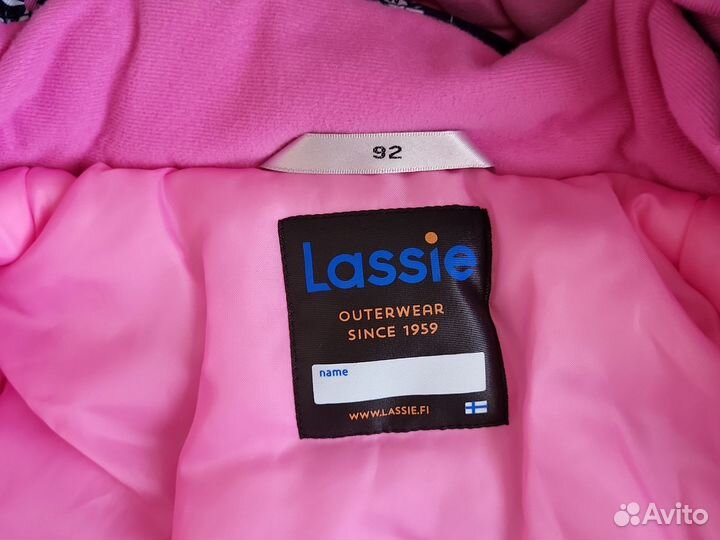 92
Lassie
OUTERWEAR
SINCE 1959
name
WWW.LASSIE.FI
Avito